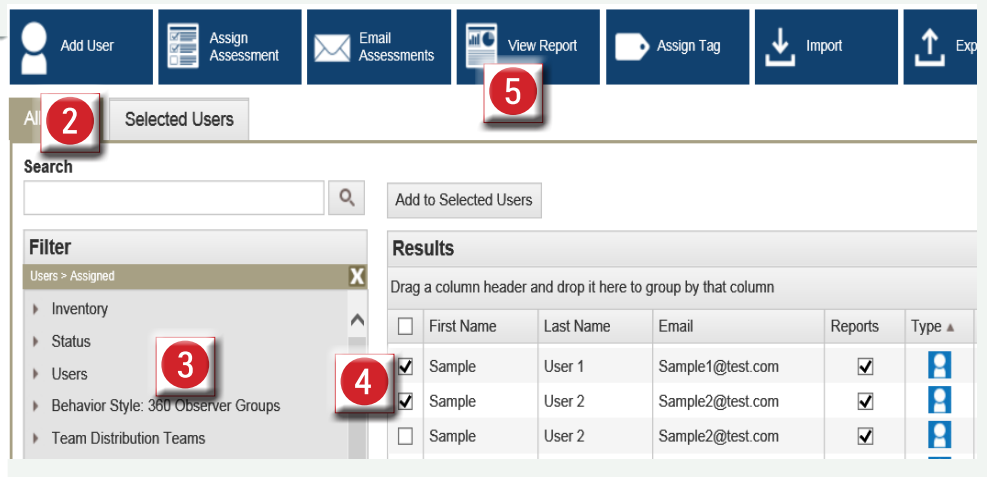 Add User
Assign
Assessment
Email
Assessments
View Report
Assign Tag
Import
Exp
5
2
Selected Users
Search
Add to Selected Users
Filter
Results
Users > Assigned
X
Drag a column header and drop it here to group by that column
Inventory
First Name Last Name Email Reports Type
Status
Users
3
4
Sample User 1 Sample1@test.com
Behavior Style: 360 Observer Groups
Sample User 2 Sample2@test.com
Team Distribution Teams
Sample User 2 Sample2@test.com